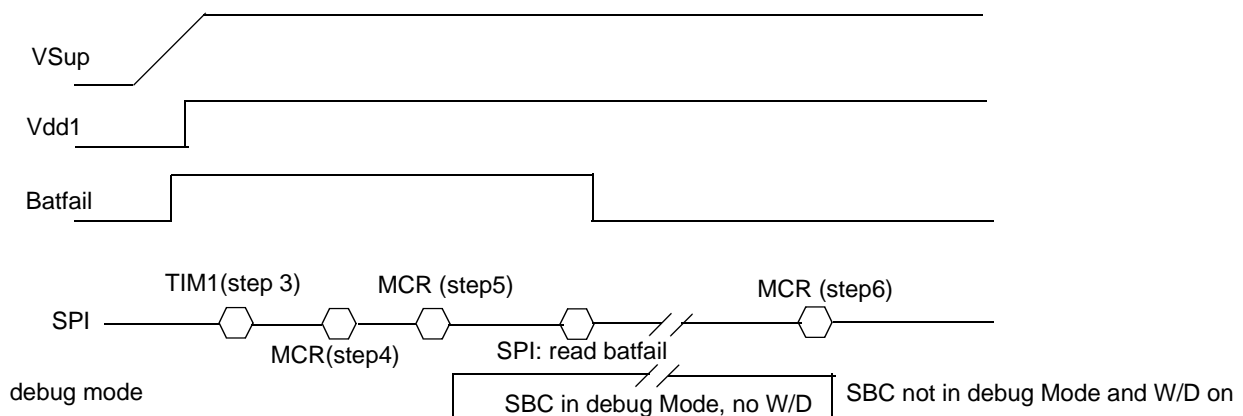 VSup
Vdd1
Batfail
TIM1(step 3)
MCR (step5)
MCR (step6)
SPI
MCR(step4)
SPI: read batfail
debug mode
SBC in debug Mode, no W/D
SBC not in debug Mode and W/D on